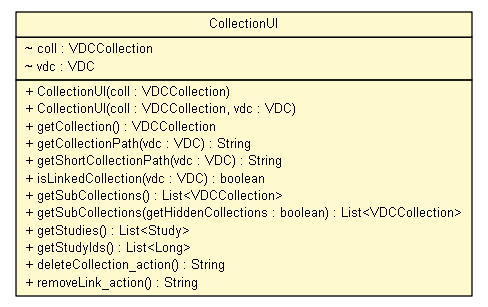 CollectionUI
~ coll : VDCCollection
~ vdc : VDC
+ CollectionUI(coll : VDCCollection)
+ CollectionUI(coll : VDCCollection, vdc : VDC)
+ getCollection() : VDCCollection
+ getCollectionPath(vdc : VDC) : String
+ getShortCollectionPath(vdc : VDC) : String
+ isLinkedCollection(vdc : VDC) : boolean
+ getSubCollections() : List<VDCCollection>
+ getSubCollections(getHiddenCollections : boolean) : List<VDCCollection>
+ getStudies() : List<Study>
+ getStudyIds() : List<Long>
+ deleteCollection_action() : String
+ removeLink_action() : String